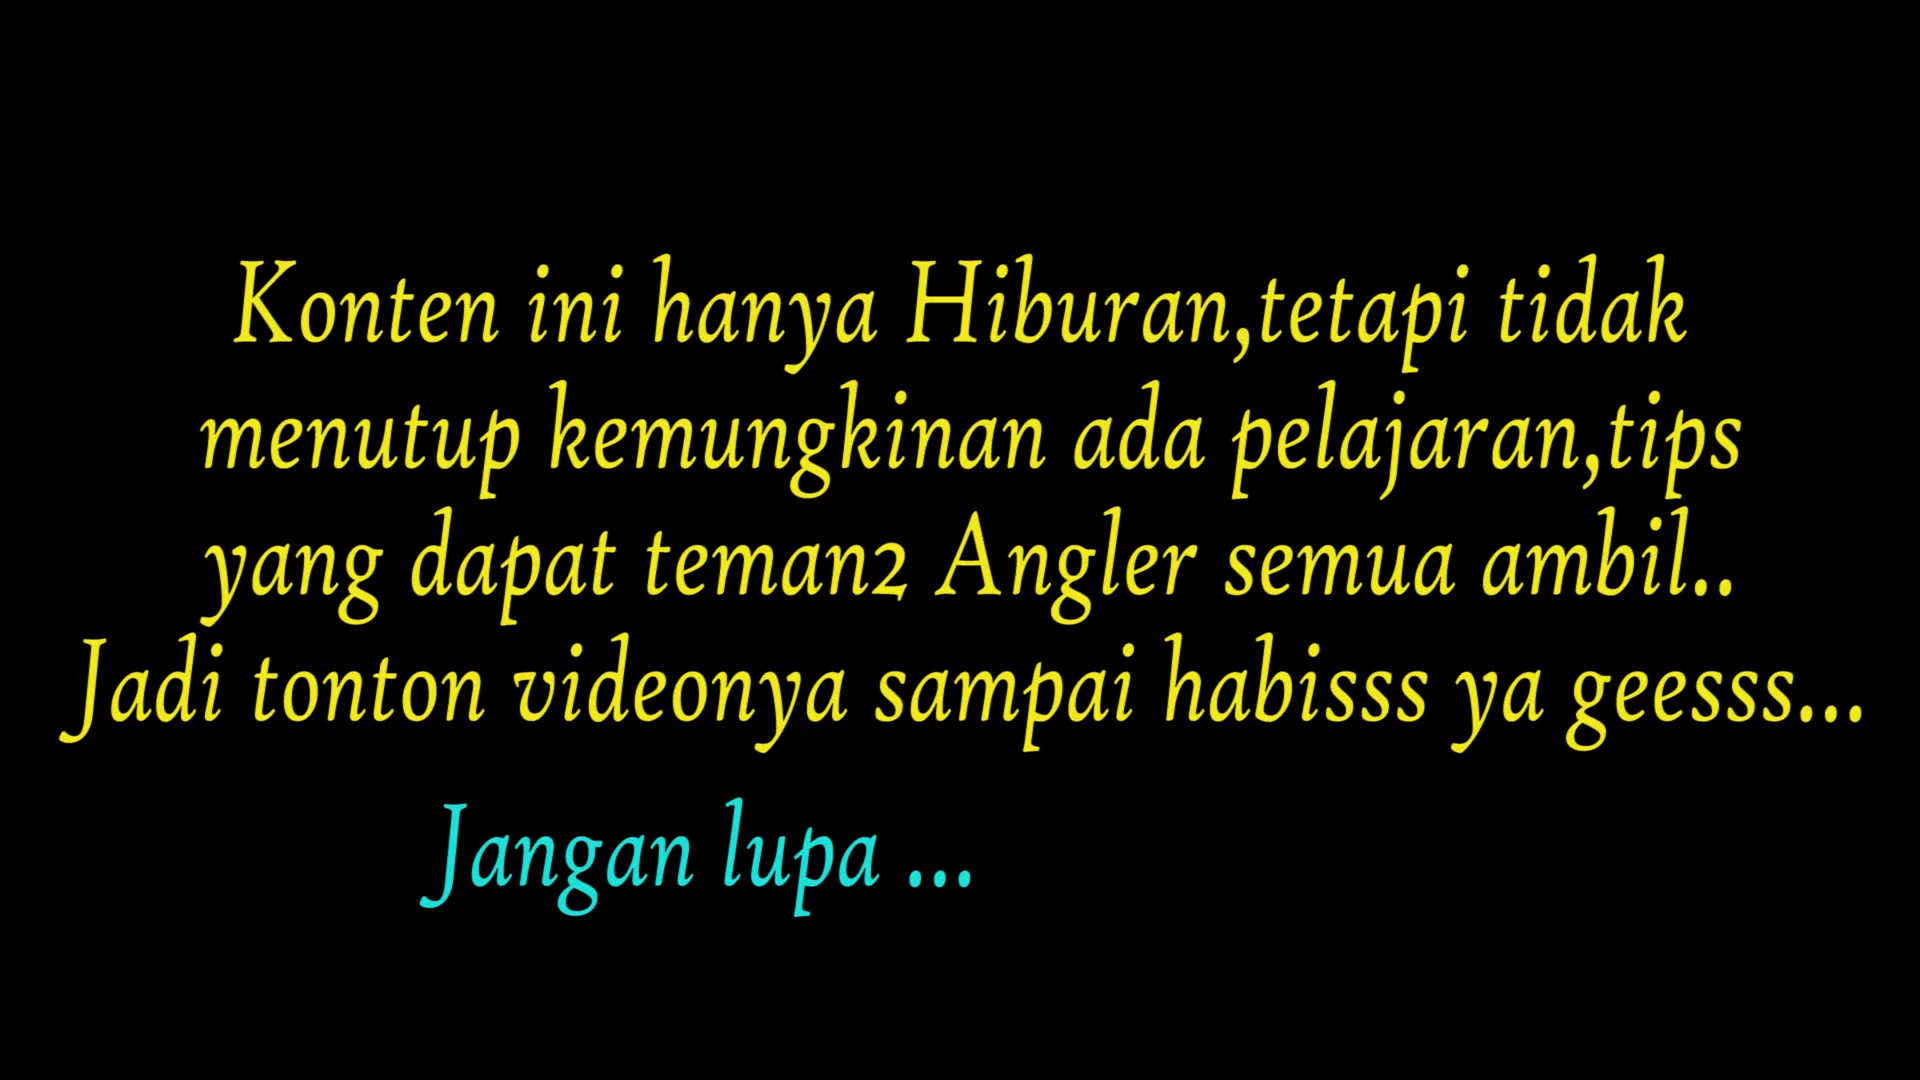 Konten ini hanya Hiburan,tetapi tidak
menutup kemungkinan ada pelajaran,tips
yang dapat teman2 Angler semua ambil..
Jadi tonton videonya sampai habisss ya geesss...
Jangan lupa ...